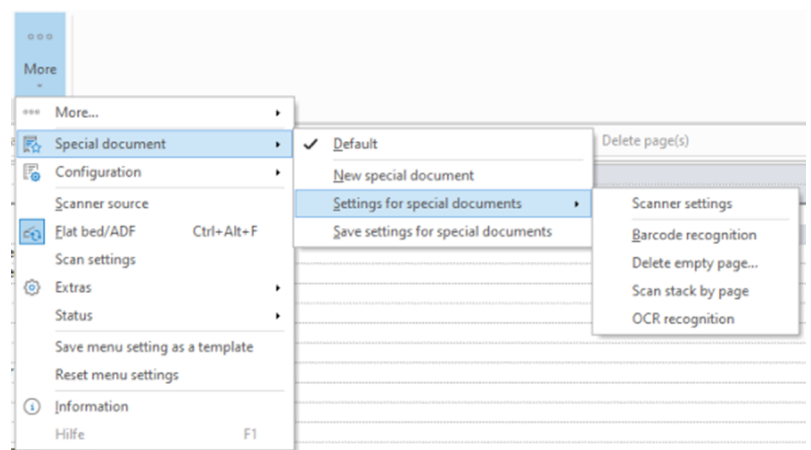 More
More...
Special document
Configuration
Scanner source
Flat bed/ADF Ctrl+Alt+F
Scan settings
Extras
Status
Save menu setting as a template
Reset menu settings
Information
Hilfe F1
Default
New special document
Settings for special documents
Save settings for special documents
Delete page(s)
Scanner settings
Barcode recognition
Delete empty page...
Scan stack by page
OCR recognition